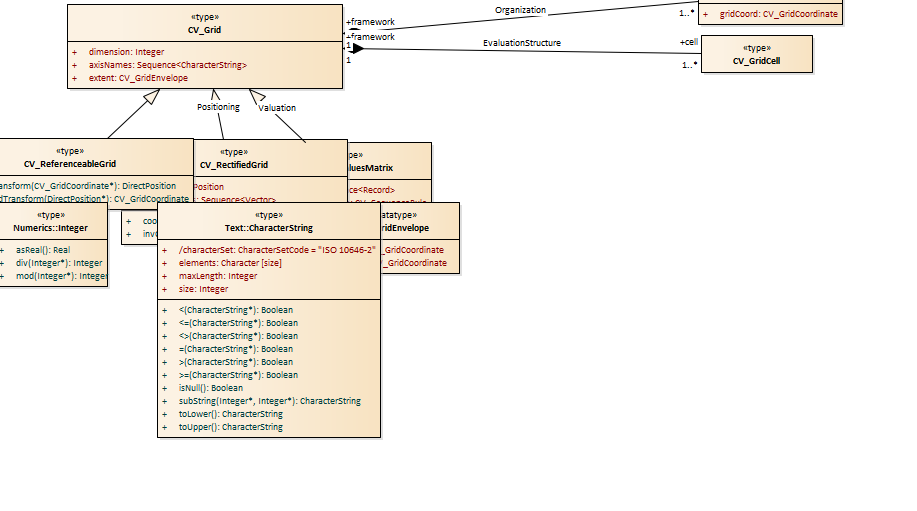 Organization
+framework
1..*
+ gridCoord: CV_GridCoordinate
«type»
CV_Grid
+ dimension: Integer
+ axisNames: Sequence<CharacterString>
+ extent: CV_GridEnvelope
+framework
1
1
EvaluationStructure
+cell
1..*
«type»
CV_GridCell
Positioning
Valuation
«type»
CV_ReferenceableGrid
ansform(CV_GridCoordinate*): DirectPosition
dTransform(DirectPosition*): CV_GridCoordinate
«type»
CV_RectifiedGrid
Position
: Sequence<Vector>
pe»
luesMatrix
ce<Record>
«type»
Numerics::Integer
+ asReal(): Real
+ div(Integer*): Integer
+ mod(Integer*): Integer
+ coo
+ inv
«type»
Text::CharacterString
+ /characterSet: CharacterSetCode = "ISO 10646-2"
+ elements: Character [size]
+ maxLength: Integer
+ size: Integer
+ <(CharacterString*): Boolean
+ <=(CharacterString*): Boolean
+ <>(CharacterString*): Boolean
+ =(CharacterString*): Boolean
+ >(CharacterString*): Boolean
+ >=(CharacterString*): Boolean
+ isNull(): Boolean
+ subString(Integer*, Integer*): CharacterString
+ toLower(): CharacterString
+ toUpper(): CharacterString
atatype»
ridEnvelope
_GridCoordinate
_GridCoordinate